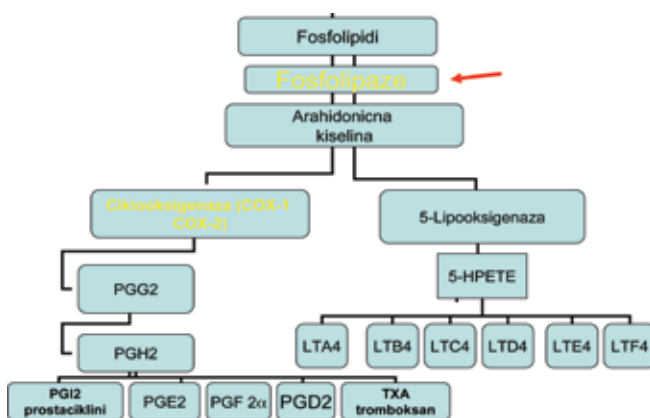 Fosfolipidi
Fosfolipaze
Arahidonicna
kiselina
Ciklooksigenaza (COX-1
COX-2)
5-Lipooksigenaza
5-HPETE
PGG2
LTA4
LTB4
LTC4
LTD4
LTE4
LTF4
PGH2
PGI2
prostaciklini
PGE2
PGF 2α
PGD2
TXA
tromboksan